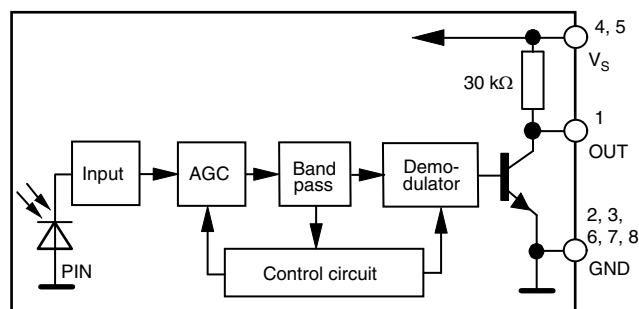 4, 5
V_S
30 kΩ
1
OUT
Input
AGC
Band
pass
Demo-
dulator
2, 3,
6, 7, 8
GND
PIN
Control circuit